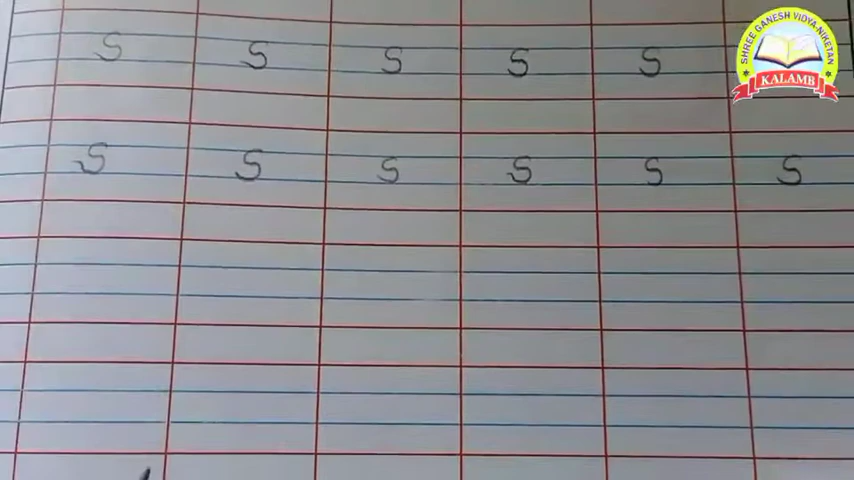 SHREE GANESH VIDYA-NIKETAN
KALAMB
S S S S S
S S S S S S